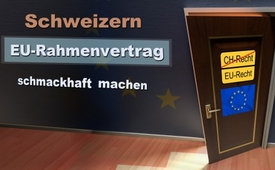 Schweizern
EU-Rahmenvertrag
schmackhaft machen
CH-Recht
EU-Recht